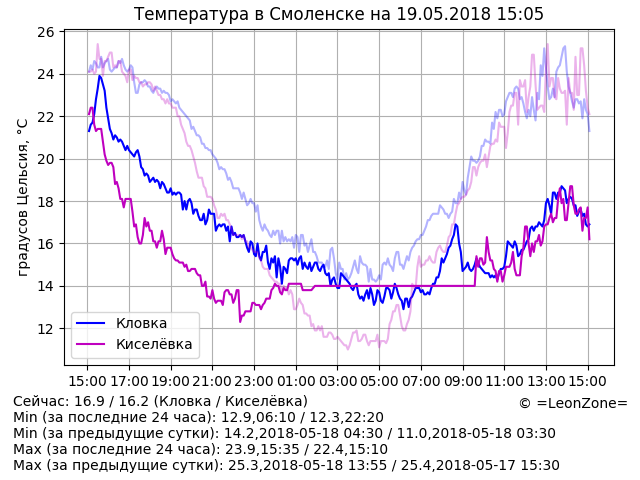 Температура в Смоленске на 19.05.2018 15:05
градусов Цельсия, °C
26
24
22
20
18
16
14
12
Кловка
Киселёвка
15:00 17:00 19:00 21:00 23:00 01:00 03:00 05:00 07:00 09:00 11:00 13:00 15:00
Сейчас: 16.9 / 16.2 (Кловка / Киселёвка)
© =LeonZone=
Min (за последние 24 часа): 12.9,06:10 / 12.3,22:20
Min (за предыдущие сутки): 14.2,2018-05-18 04:30 / 11.0,2018-05-18 03:30
Max (за последние 24 часа): 23.9,15:35 / 22.4,15:10
Max (за предыдущие сутки): 25.3,2018-05-18 13:55 / 25.4,2018-05-17 15:30